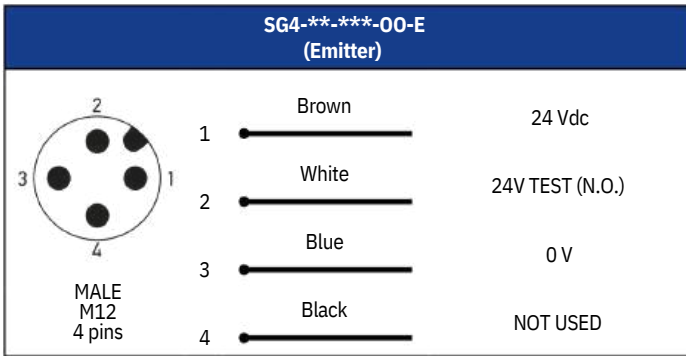 SG4-**-***-OO-E
(Emitter)
2
3
1
4
MALE
M12
4 pins
1 Brown 24 Vdc
2 White 24V TEST (N.O.)
3 Blue 0 V
4 Black NOT USED